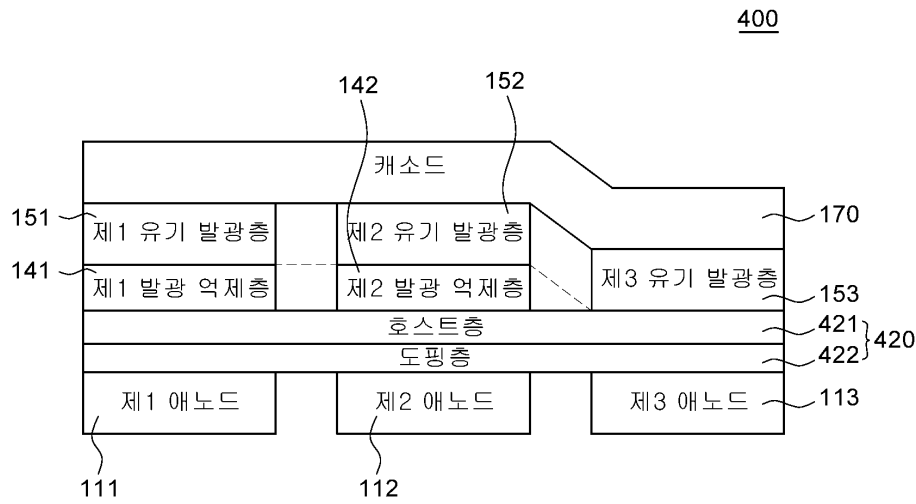 400
142
152
캐소드
151
제1 유기 발광층
제2 유기 발광층
170
141
제1 발광 억제층
제2 발광 억제층
제3 유기 발광층
153
호스트층
421
420
도핑층
422
제1 애노드
제2 애노드
제3 애노드
113
111
112